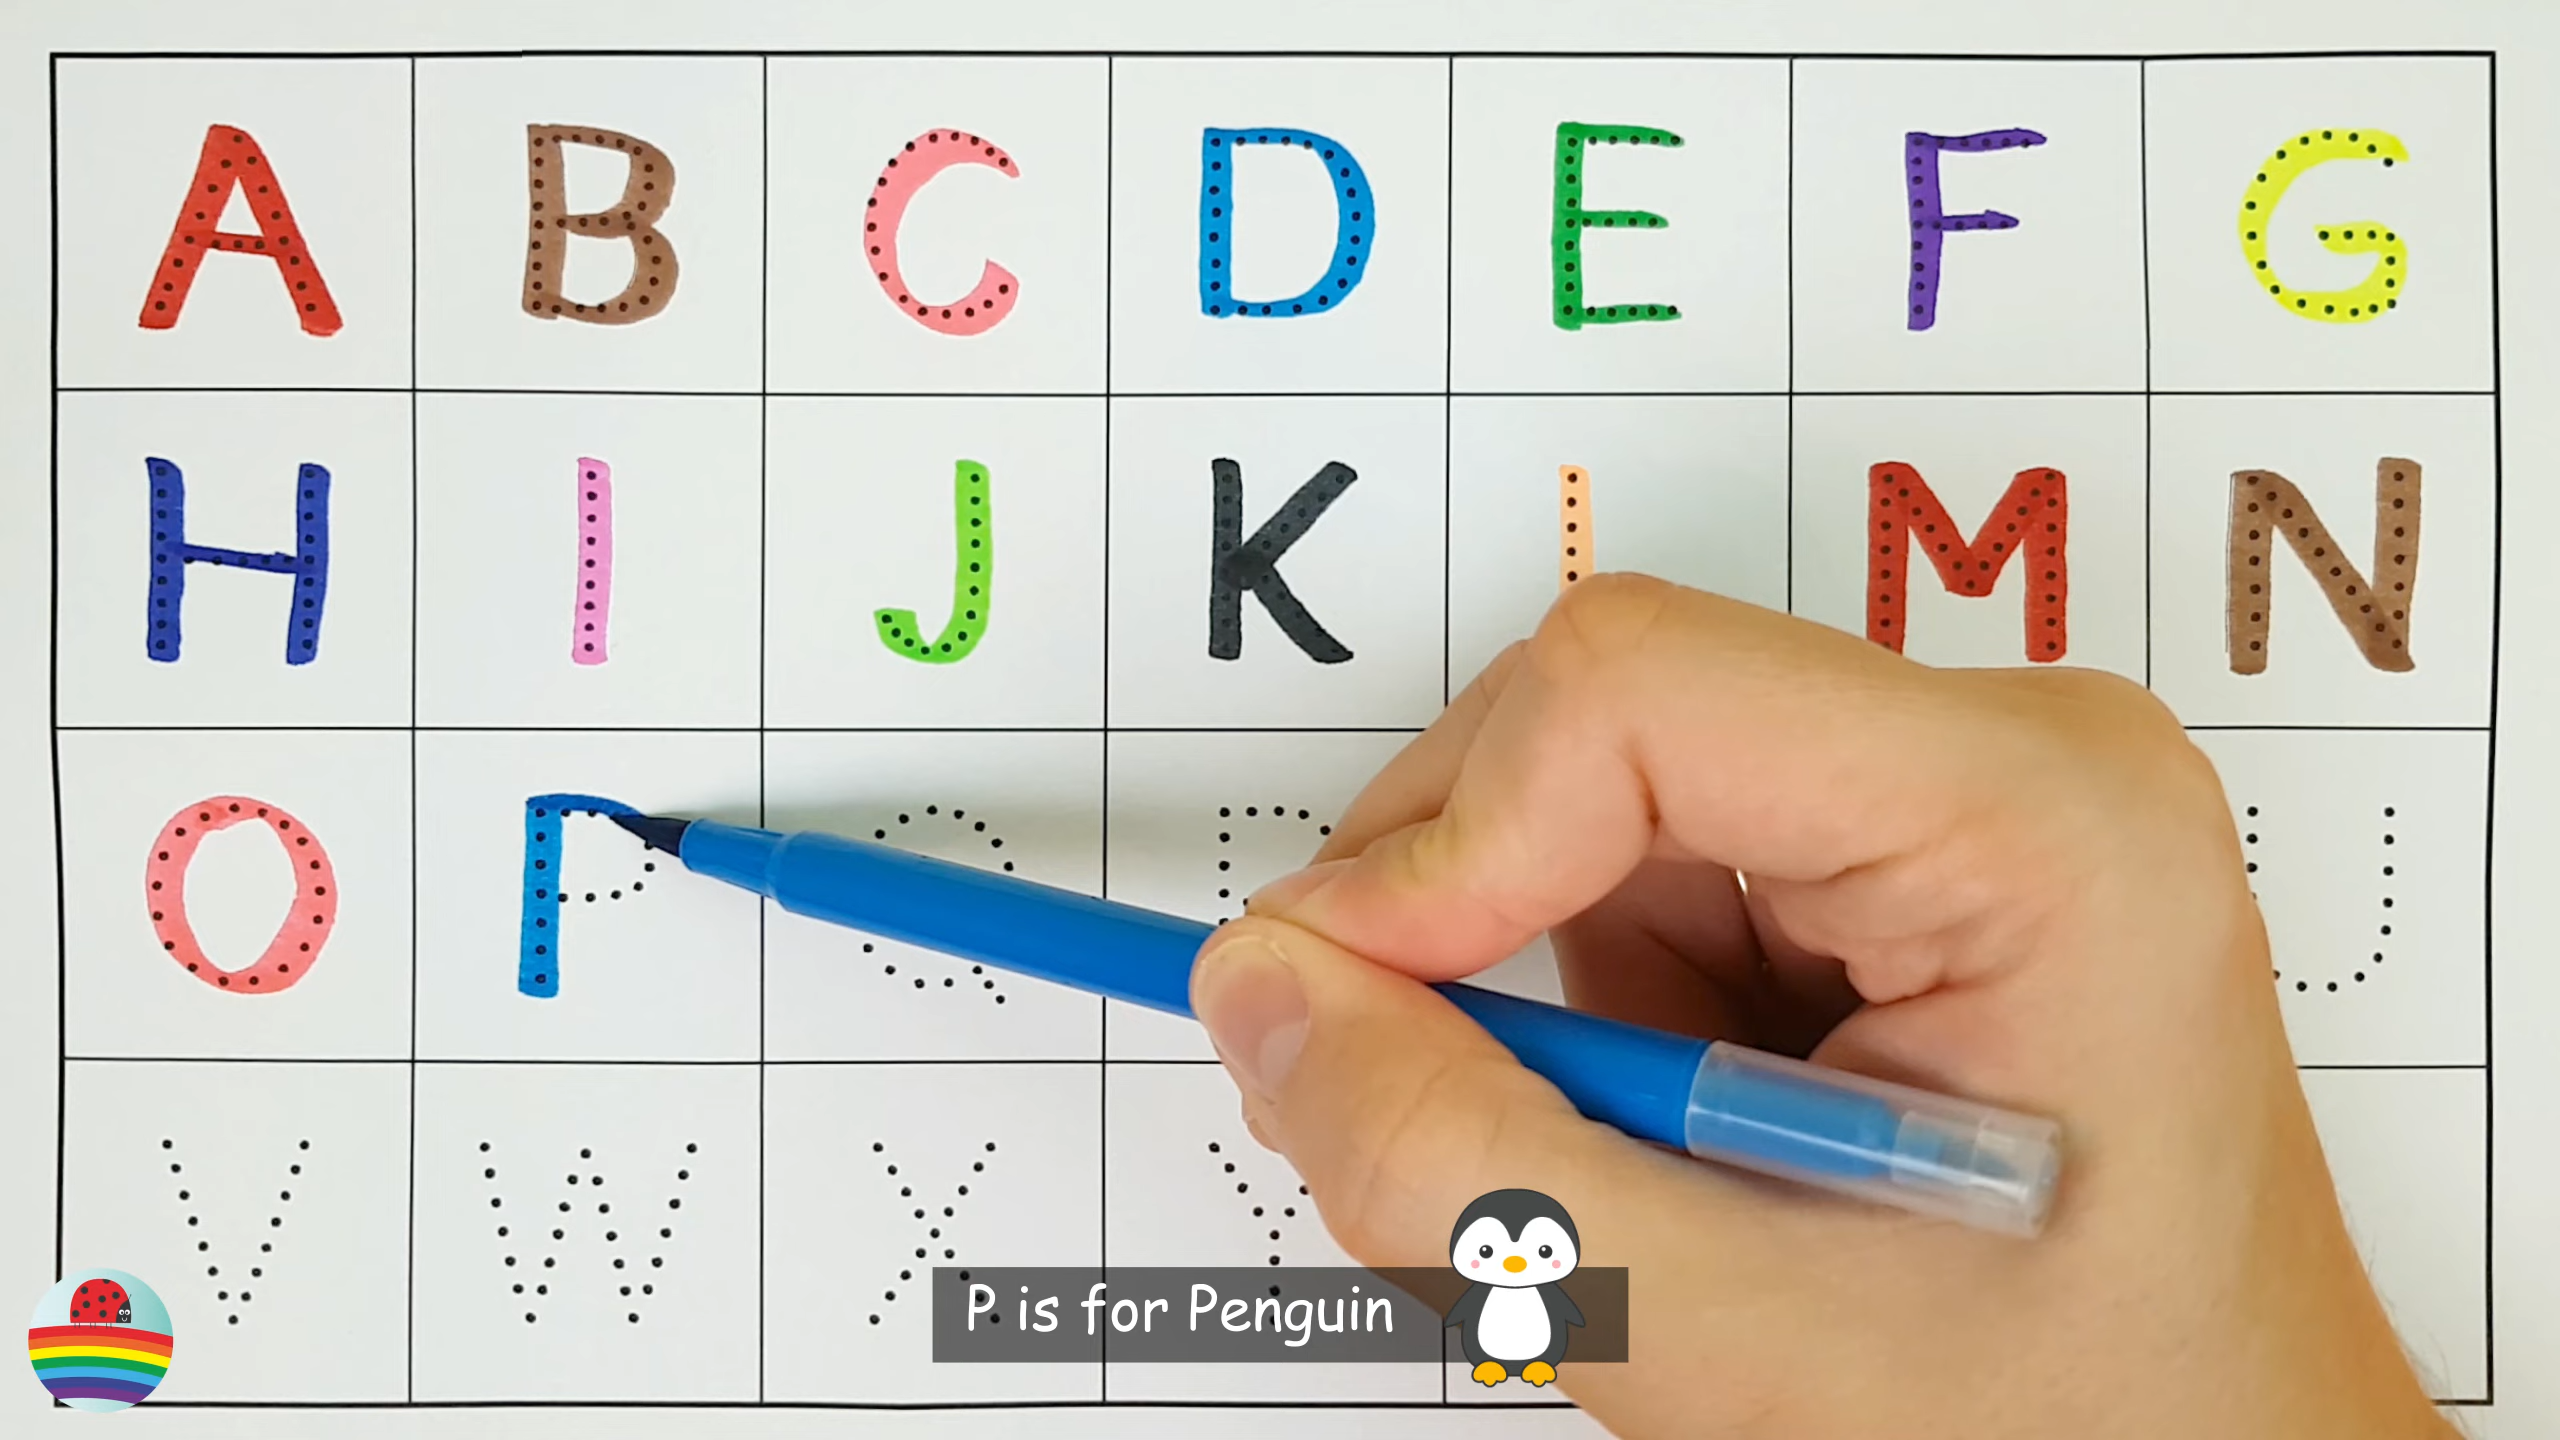 A B C D E F G
H I J K L M N
O P Q R U
V W X Y
P is for Penguin